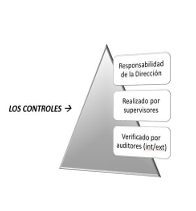 Responsabilidad
de la Dirección
Realizado por
supervisores
LOS CONTROLES →
Verificado por
auditores (int/ext)